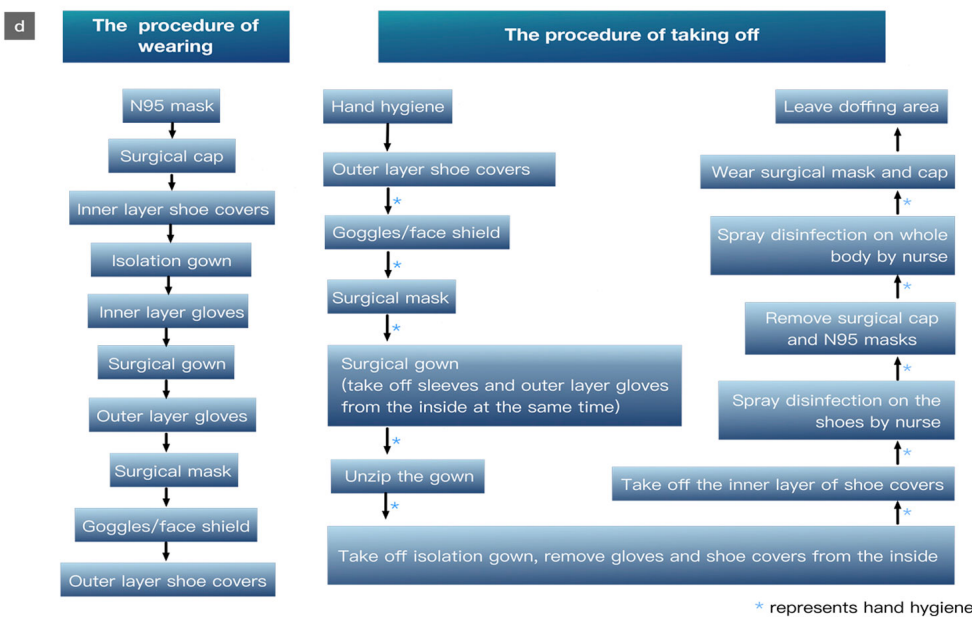 d
The procedure of
wearing
N95 mask
Surgical cap
Inner layer shoe covers
Isolation gown
Inner layer gloves
Surgical gown
Outer layer gloves
Surgical mask
Goggles/face shield
Outer layer shoe covers
The procedure of taking off
Hand hygiene
Outer layer shoe covers
*
Goggles/face shield
*
Surgical mask
*
Surgical gown
(take off sleeves and outer layer gloves
from the inside at the same time)
*
Unzip the gown
*
Take off isolation gown, remove gloves and shoe covers from the inside
*
Take off the inner layer of shoe covers
*
Spray disinfection on the
shoes by nurse
*
Remove surgical cap
and N95 masks
*
Spray disinfection on whole
body by nurse
*
Wear surgical mask and cap
Leave doffing area
* represents hand hygiene